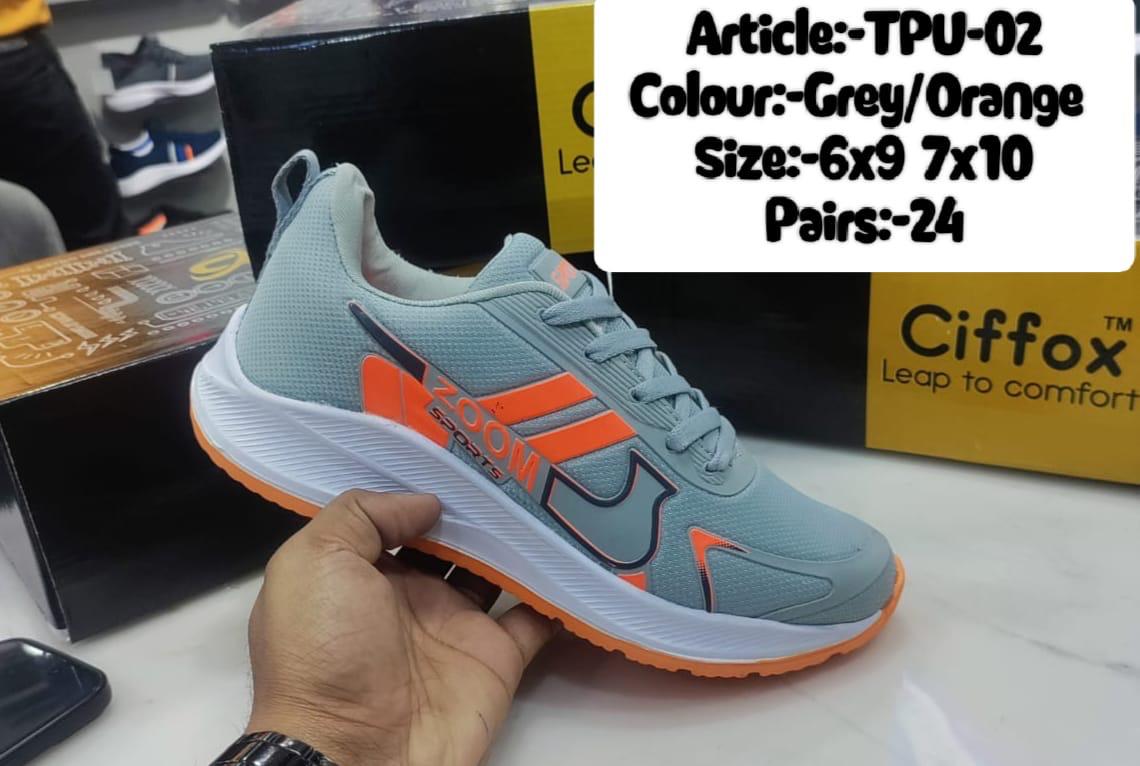 Article:-TPU-02
Colour:-Grey/Orange
Size:-6x9 7x10
Pairs:-24
Ciffox™
Leap to comfort
ZOOM
SPORTS